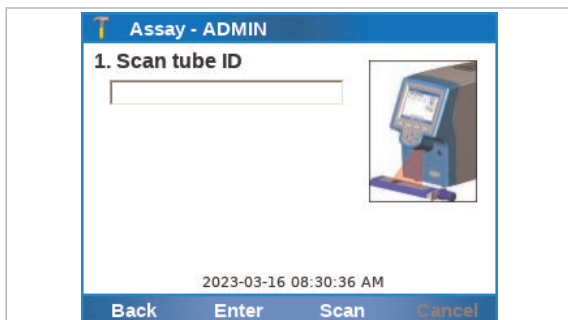 Assay - ADMIN
1. Scan tube ID
2023-03-16 08:30:36 AM
Back Enter Scan Cancel